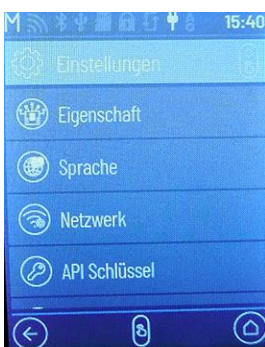 M 15:40
Einstellungen
Eigenschaft
Sprache
Netzwerk
API Schlüssel